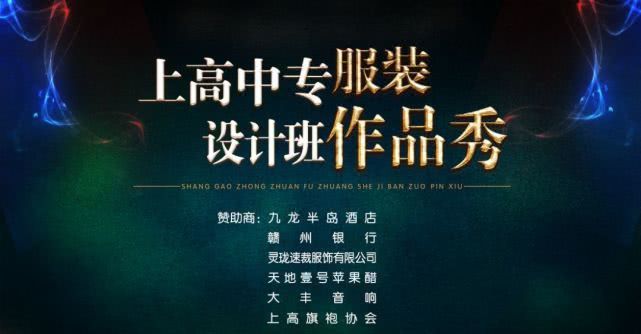 上高中专服装
设计班作品秀
SHANG GAO ZHONG ZHUAN FU ZHUANG SHE JI BAN ZUO PIN XIU
赞助商：九龙半岛酒店
赣州银行
灵珑速裁服饰有限公司
天地壹号苹果醋
大丰音响
上高旗袍协会